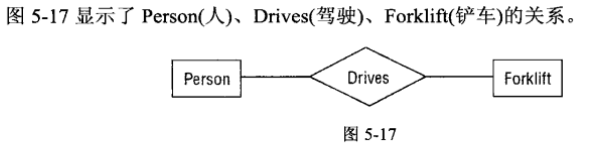 图 5-17 显示了 Person(人)、Drives(驾驶)、Forklift(铲车)的关系。
Person Drives Forklift
图 5-17